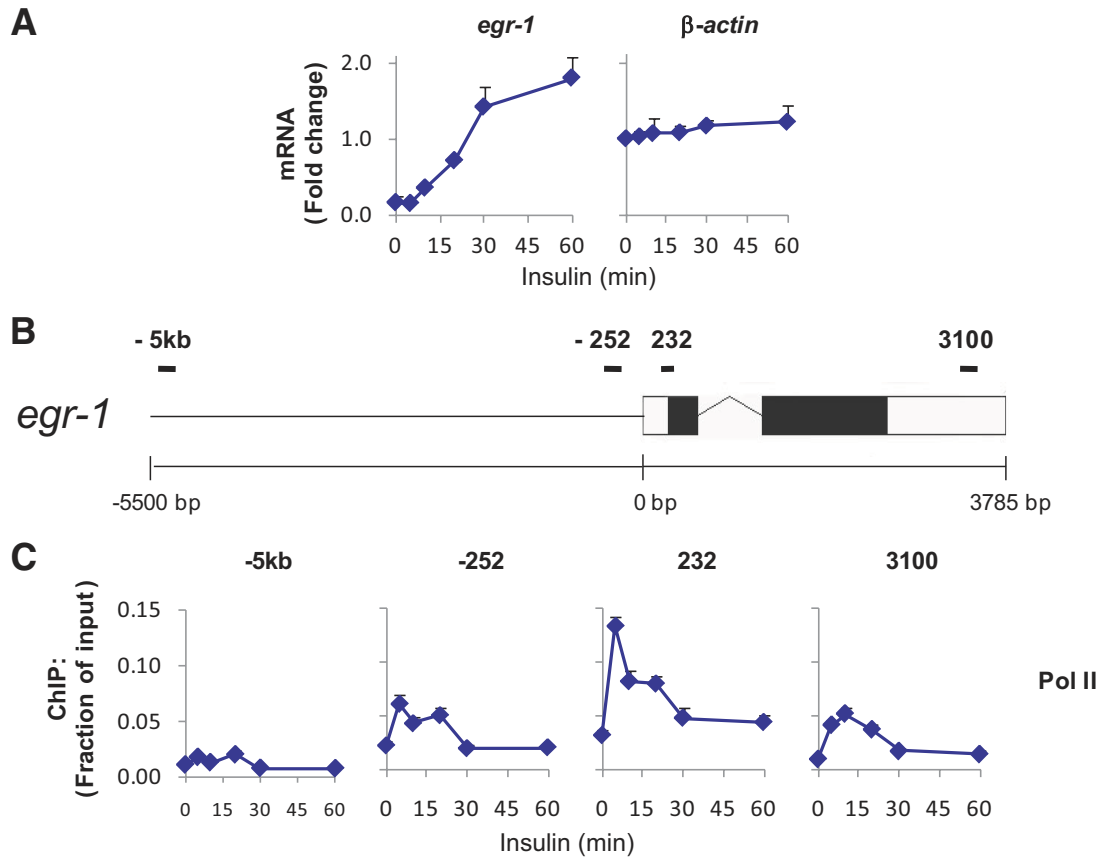 A
egr-1
β-actin
mRNA
(Fold change)
2.0
1.0
0.0
0 15 30 45 60
0 15 30 45 60
Insulin (min)
B
- 5kb
- 252
232
3100
egr-1
-5500 bp
0 bp
3785 bp
C
-5kb
-252
232
3100
ChIP:
(Fraction of input)
0.15
0.10
0.05
0.00
Pol II
0 15 30 45 60
0 15 30 45 60
0 15 30 45 60
0 15 30 45 60
Insulin (min)